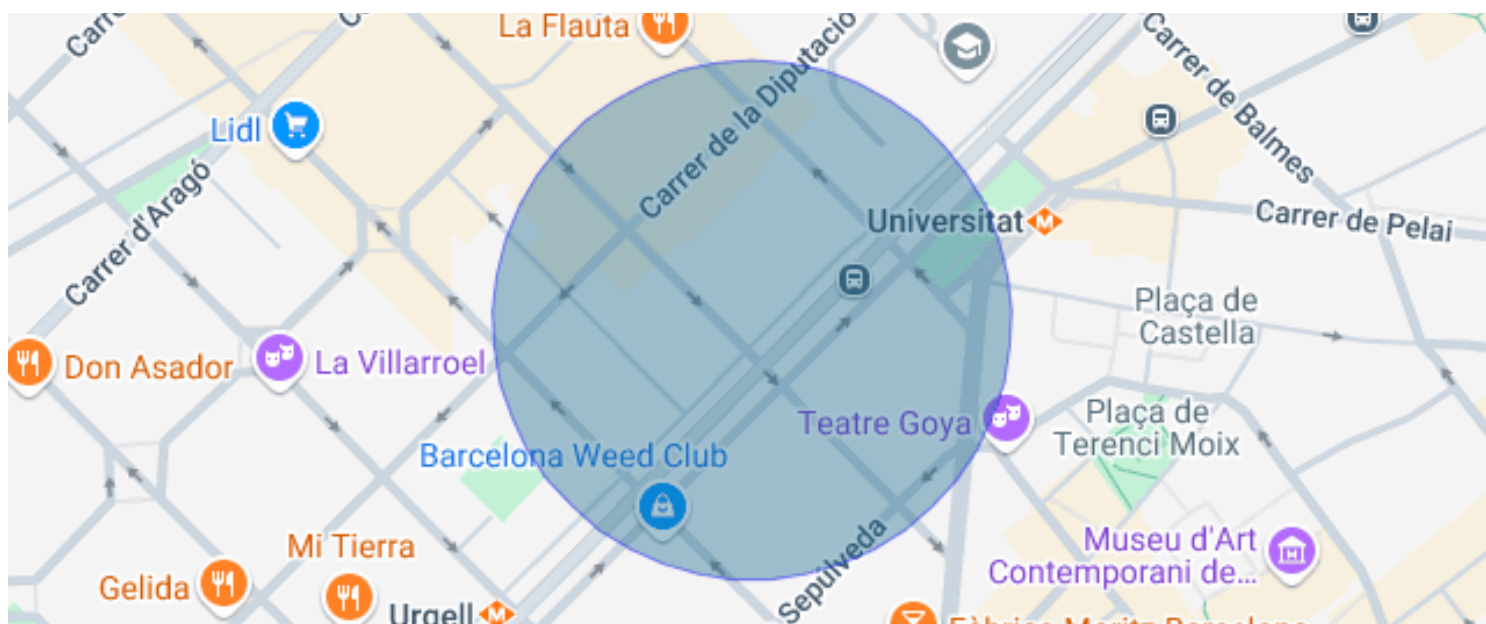 La Flauta
Carrer de la Diputació
Carrer de Balmes
Lidl
Carrer d'Aragó
Universitat
Carrer de Pelai
Plaça de
Castella
Don Asador
La Villarroel
Teatre Goya
Plaça de
Terenci Moix
Barcelona Weed Club
Mi Tierra
Gelida
Urgell
Sepúlveda
Museu d'Art
Contemporani de...